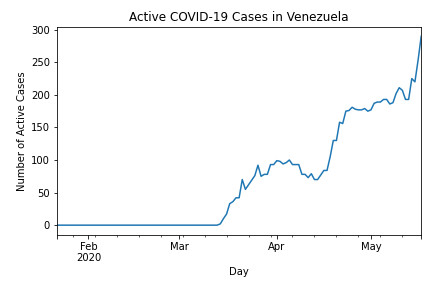 Active COVID-19 Cases in Venezuela
300
250
200
150
100
50
0
Number of Active Cases
Feb
2020
Mar
Apr
May
Day